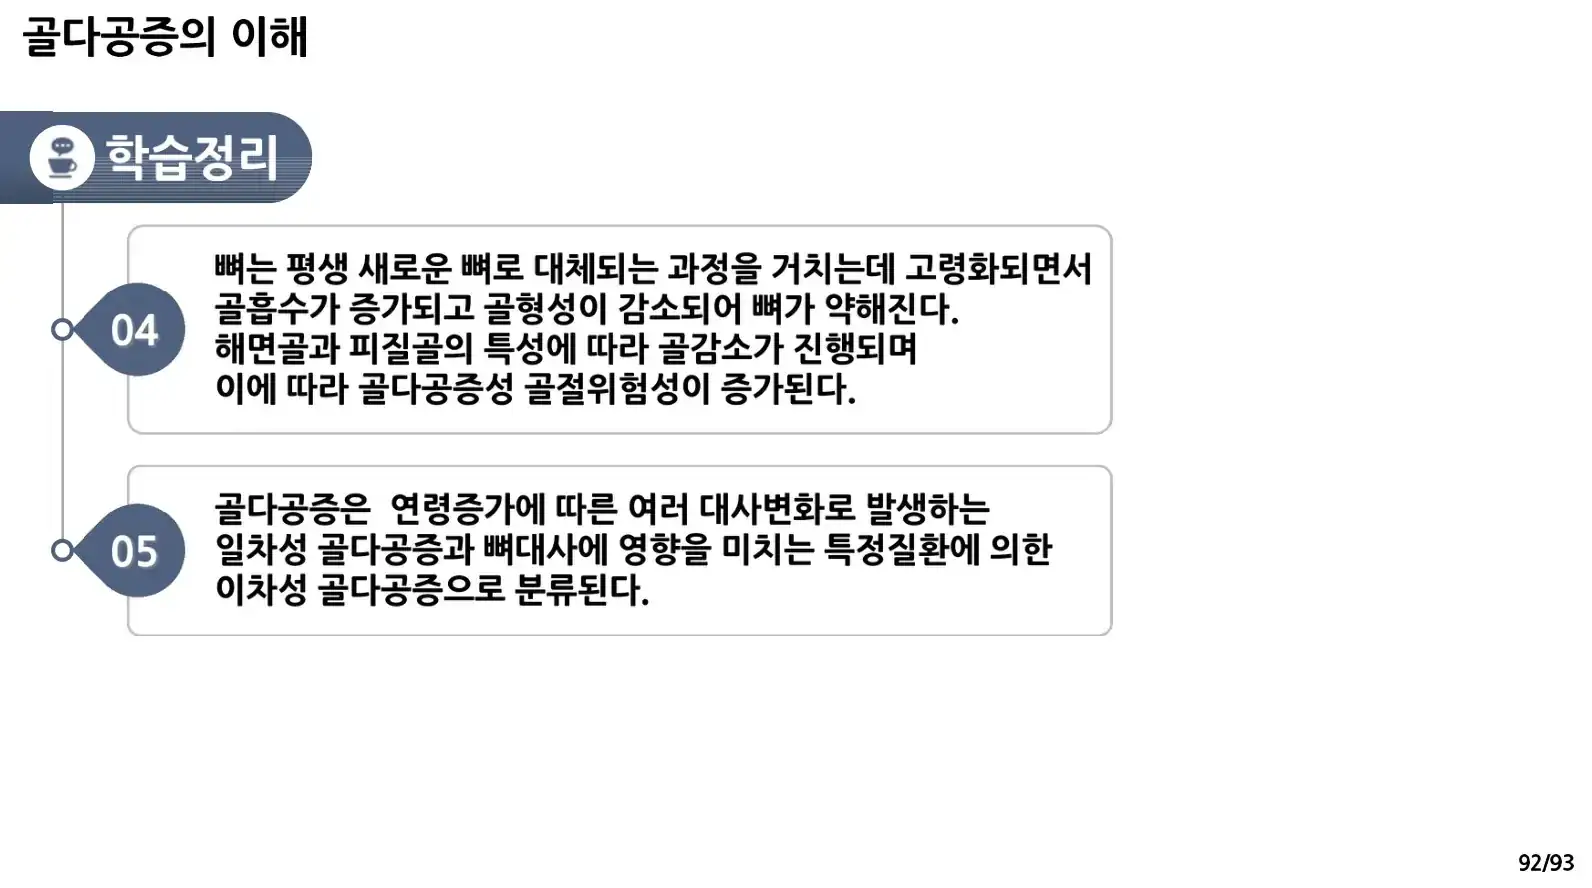 골다공증의 이해
학습정리
04
뼈는 평생 새로운 뼈로 대체되는 과정을 거치는데 고령화되면서
골흡수가 증가되고 골형성이 감소되어 뼈가 약해진다.
해면골과 피질골의 특성에 따라 골감소가 진행되며
이에 따라 골다공증성 골절위험성이 증가된다.
05
골다공증은  연령증가에 따른 여러 대사변화로 발생하는
일차성 골다공증과 뼈대사에 영향을 미치는 특정질환에 의한
이차성 골다공증으로 분류된다.
92/93